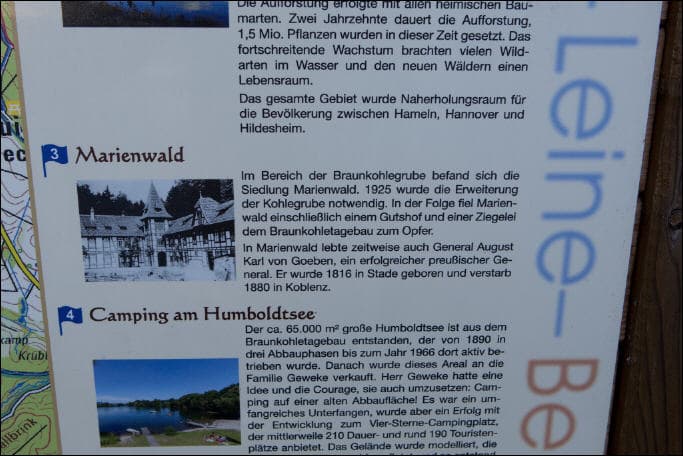 Die Aufforstung erfolgte mit allen heimischen Bau-
marten. Zwei Jahrzehnte dauert die Aufforstung,
1,5 Mio. Pflanzen wurden in dieser Zeit gesetzt. Das
fortschreitende Wachstum brachten vielen Wild-
arten im Wasser und den neuen Wäldern einen
Lebensraum.
Das gesamte Gebiet wurde Naherholungsraum für
die Bevölkerung zwischen Hameln, Hannover und
Hildesheim.
3 Marienwald
Im Bereich der Braunkohlegrube befand sich die
Siedlung Marienwald. 1925 wurde die Erweiterung
der Kohlegrube notwendig. In der Folge fiel Marien-
wald einschließlich einem Gutshof und einer Ziegelei
dem Braunkohletagebau zum Opfer.
In Marienwald lebte zeitweise auch General August
Karl von Goeben, ein erfolgreicher preußischer Ge-
neral. Er wurde 1816 in Stade geboren und verstarb
1880 in Koblenz.
4 Camping am Humboldtsee
Der ca. 65.000 m² große Humboldtsee ist aus dem
Braunkohletagebau entstanden, der von 1890 in
drei Abbauphasen bis zum Jahr 1966 dort aktiv be-
trieben wurde. Danach wurde dieses Areal an die
Familie Geweke verkauft. Herr Geweke hatte eine
Idee und die Courage, sie auch umzusetzen: Cam-
ping auf einer alten Abbaufläche! Es war ein um-
fangreiches Unterfangen, wurde aber ein Erfolg mit
der Entwicklung zum Vier-Sterne-Campingplatz,
der mittlerweile 210 Dauer- und rund 190 Touristen-
plätze anbietet. Das Gelände wurde modelliert, die
-Leine-Be
kamp
Krübl
llbrink